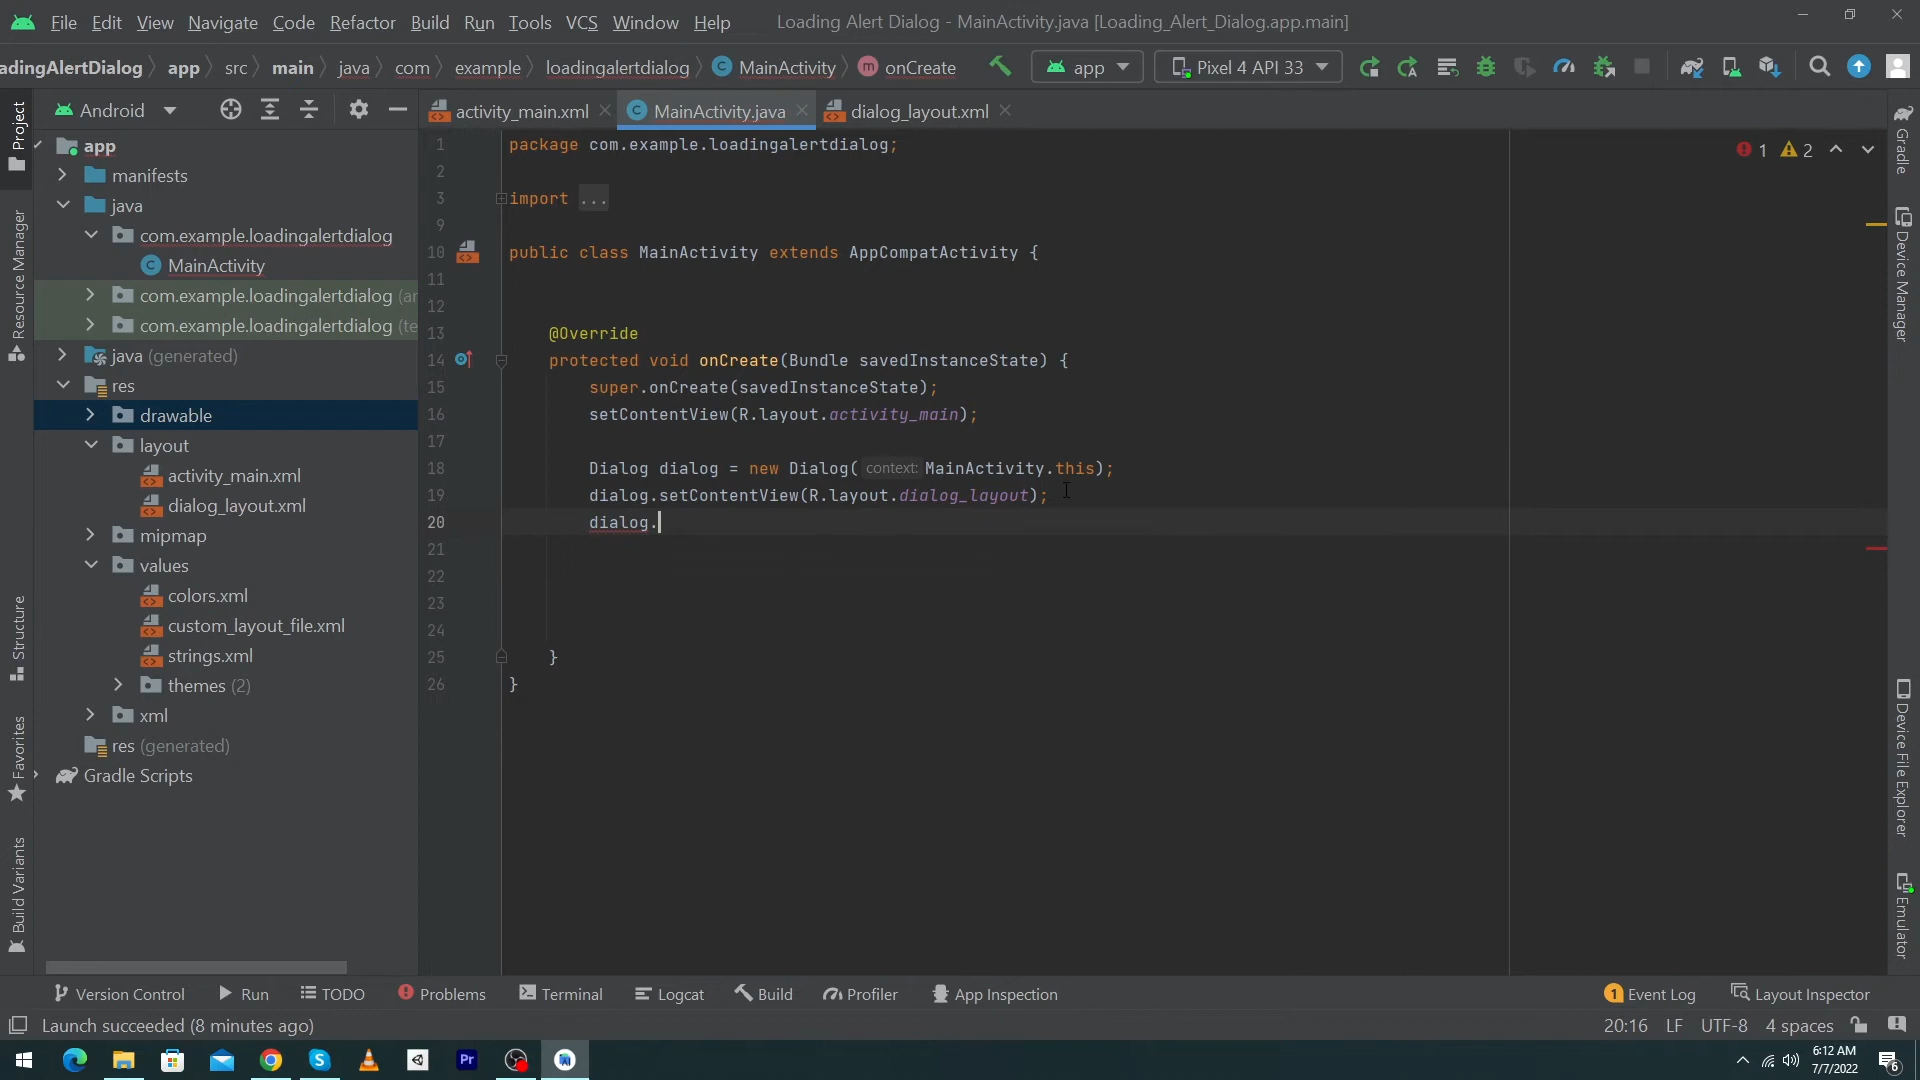 File Edit View Navigate Code Refactor Build Run Tools VCS Window Help Loading Alert Dialog - MainActivity.java [Loading_Alert_Dialog.app.main]
adingAlertDialog app src main java com example loadingalertdialog MainActivity onCreate app Pixel 4 API 33
Android activity_main.xml MainActivity.java dialog_layout.xml
Project
Resource Manager
Structure
Favorites
Build Variants
app
manifests
java
com.example.loadingalertdialog
MainActivity
com.example.loadingalertdialog (ar
com.example.loadingalertdialog (te
java (generated)
res
drawable
layout
activity_main.xml
dialog_layout.xml
mipmap
values
colors.xml
custom_layout_file.xml
strings.xml
themes (2)
xml
res (generated)
Gradle Scripts
1 package com.example.loadingalertdialog;
2
3 import ...
9
10 public class MainActivity extends AppCompatActivity {
11
12
13 @Override
14 protected void onCreate(Bundle savedInstanceState) {
15 super.onCreate(savedInstanceState);
16 setContentView(R.layout.activity_main);
17
18 Dialog dialog = new Dialog( context: MainActivity.this);
19 dialog.setContentView(R.layout.dialog_layout);
20 dialog.
21
22
23
24
25 }
26 }
1 2
Gradle
Device Manager
Device File Explorer
Emulator
Version Control Run TODO Problems Terminal Logcat Build Profiler App Inspection 1 Event Log Layout Inspector
Launch succeeded (8 minutes ago) 20:16 LF UTF-8 4 spaces
Pr
6:12 AM
7/7/2022
6